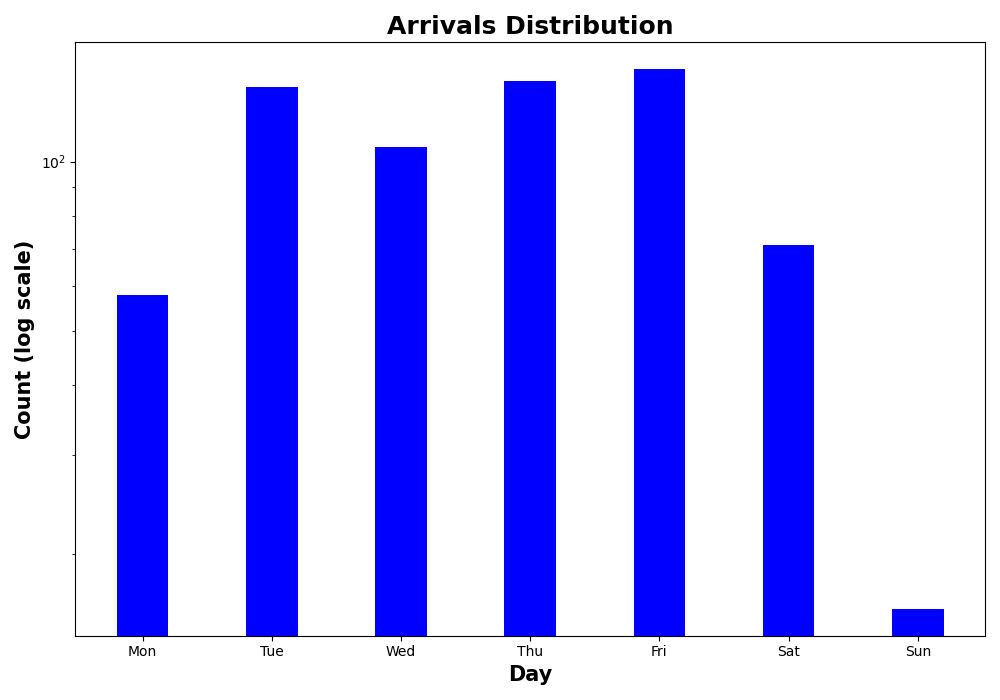 Arrivals Distribution
Count (log scale)
10²
Mon Tue Wed Thu Fri Sat Sun
Day